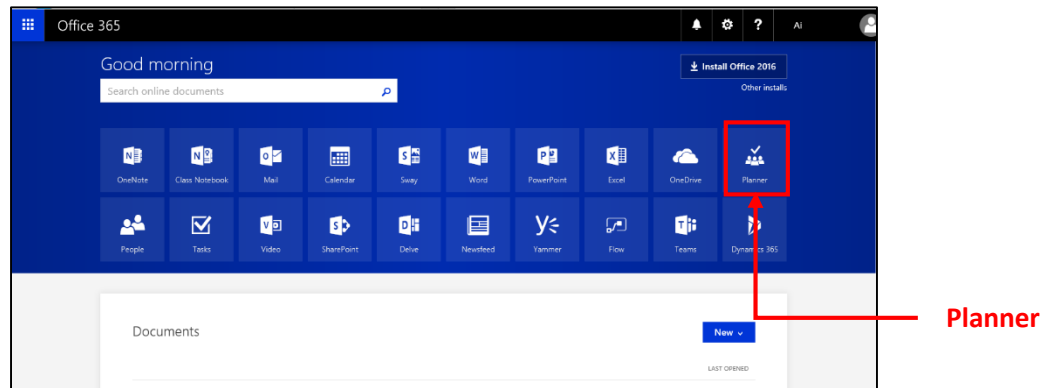 Office 365
?
Ai
Good morning
Install Office 2016
Search online documents
Other installs
OneNote
Class Notebook
Mail
Calendar
Sway
Word
PowerPoint
Excel
OneDrive
Planner
People
Tasks
Video
SharePoint
Delve
Newsfeed
Yammer
Flow
Teams
Dynamics 365
Planner
Documents
New
LAST OPENED